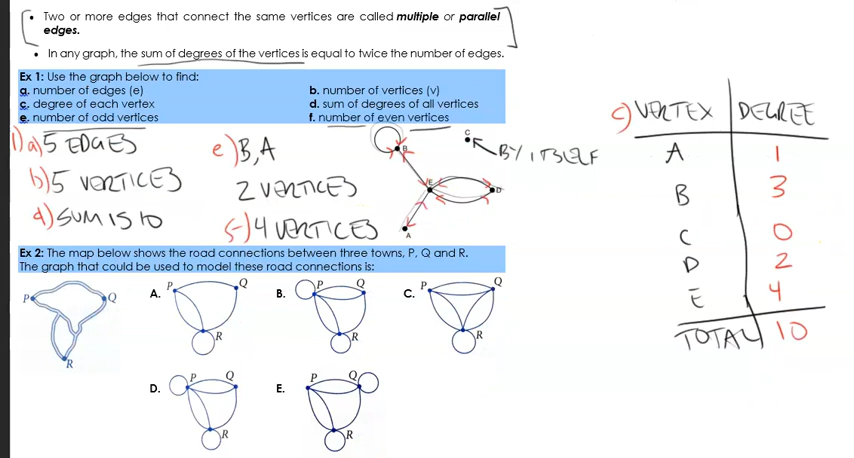 • Two or more edges that connect the same vertices are called multiple or parallel
edges.
• In any graph, the sum of degrees of the vertices is equal to twice the number of edges.
Ex 1: Use the graph below to find:
a. number of edges (e) b. number of vertices (v)
c. degree of each vertex d. sum of degrees of all vertices
e. number of odd vertices f. number of even vertices
1) a) 5 EDGES
b) 5 VERTICES
d) SUM IS 10
e) B, A
2 VERTICES
f) 4 VERTICES
B
C
BY ITSELF
E
D
A
c) VERTEX DEGREE
A 1
B 3
C 0
D 2
E 4
TOTAL 10
Ex 2: The map below shows the road connections between three towns, P, Q and R.
The graph that could be used to model these road connections is:
P Q
R
A. P Q
R
B. P Q
R
C. P Q
R
D. P Q
R
E. P Q
R